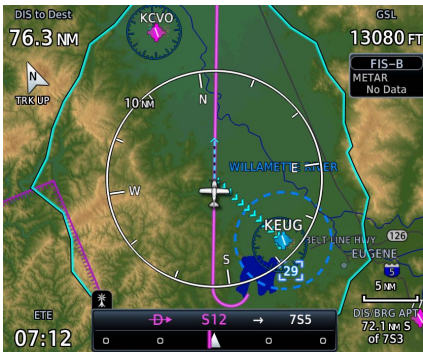 DIS to Dest
76.3 NM
KCVO
GSL
13080 FT
FIS-B
METAR
No Data
N
TRK UP
10 NM
N
WILLAMETTE RIVER
E
W
KEUG
BELT LINE HWY
126
EUGENE
S
29
5
5 NM
ETE
07:12
D S12 → 7S5
DIS/BRG APT
72.1 NM S
of 7S3